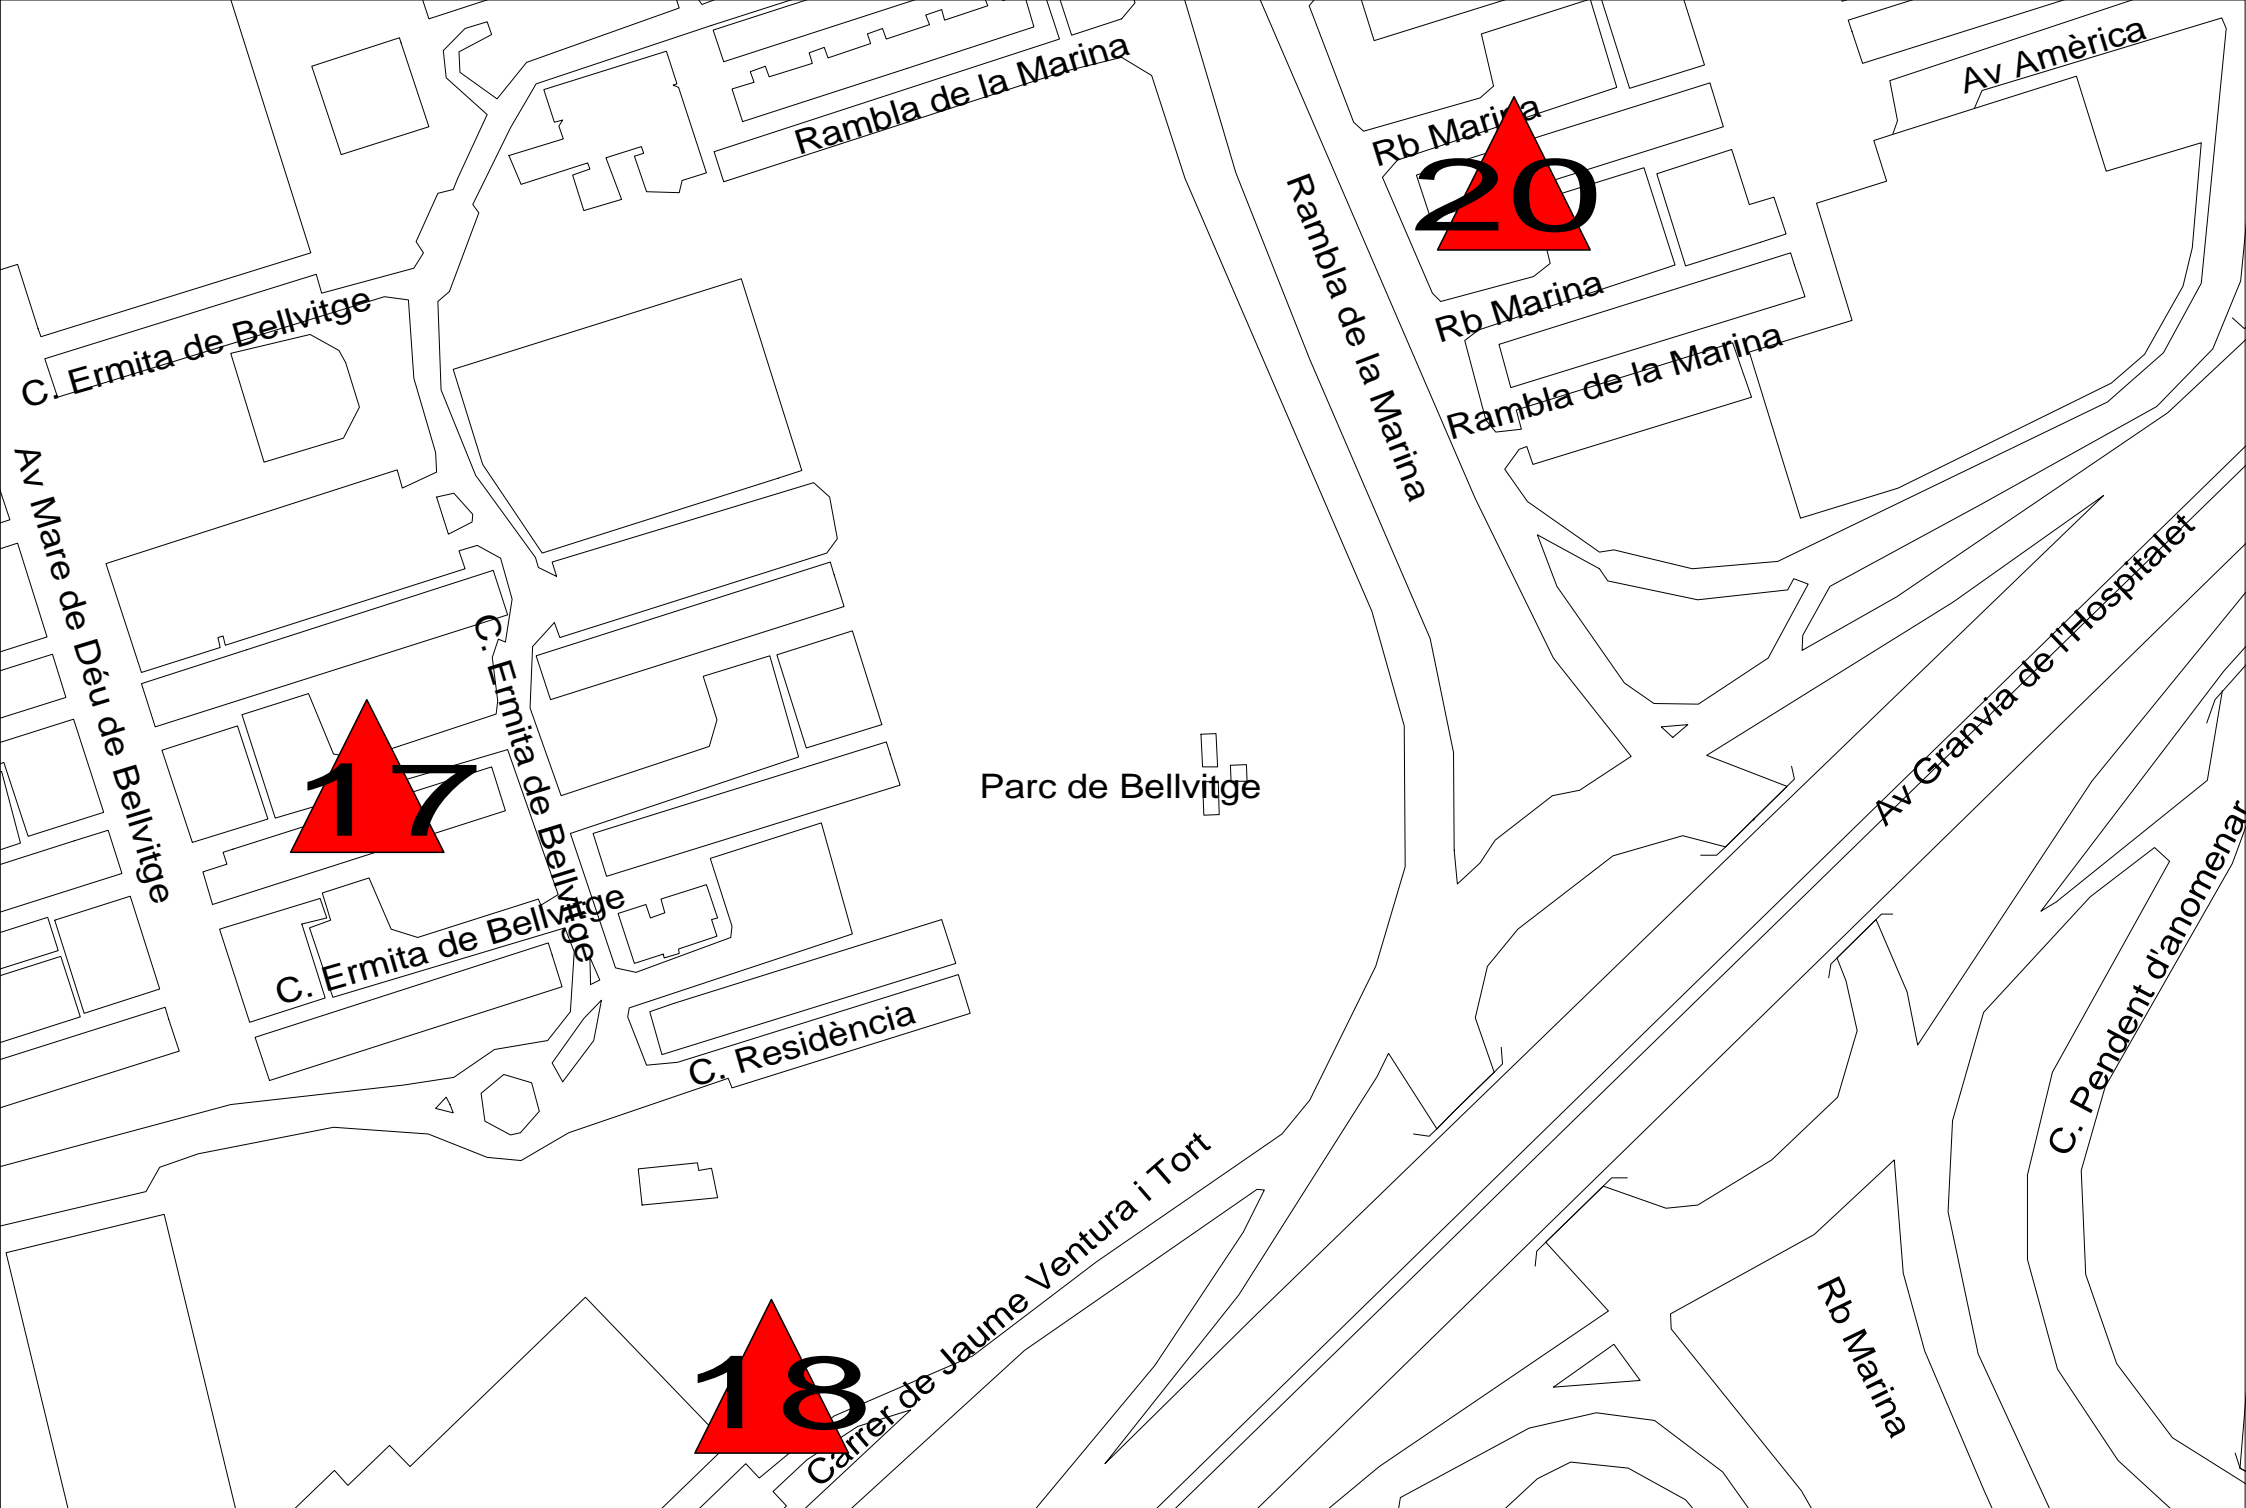 Rambla de la Marina
Av Amèrica
Rb Marina
20
Rambla de la Marina
Rb Marina
C. Ermita de Bellvitge
Rambla de la Marina
Av Mare de Déu de Bellvitge
Av Granvia de l'Hospitalet
C. Ermita de Bellvitge
17
Parc de Bellvitge
C. Ermita de Bellvitge
C. Pendent d'anomenar
C. Residència
Carrer de Jaume Ventura i Tort
18
Rb Marina